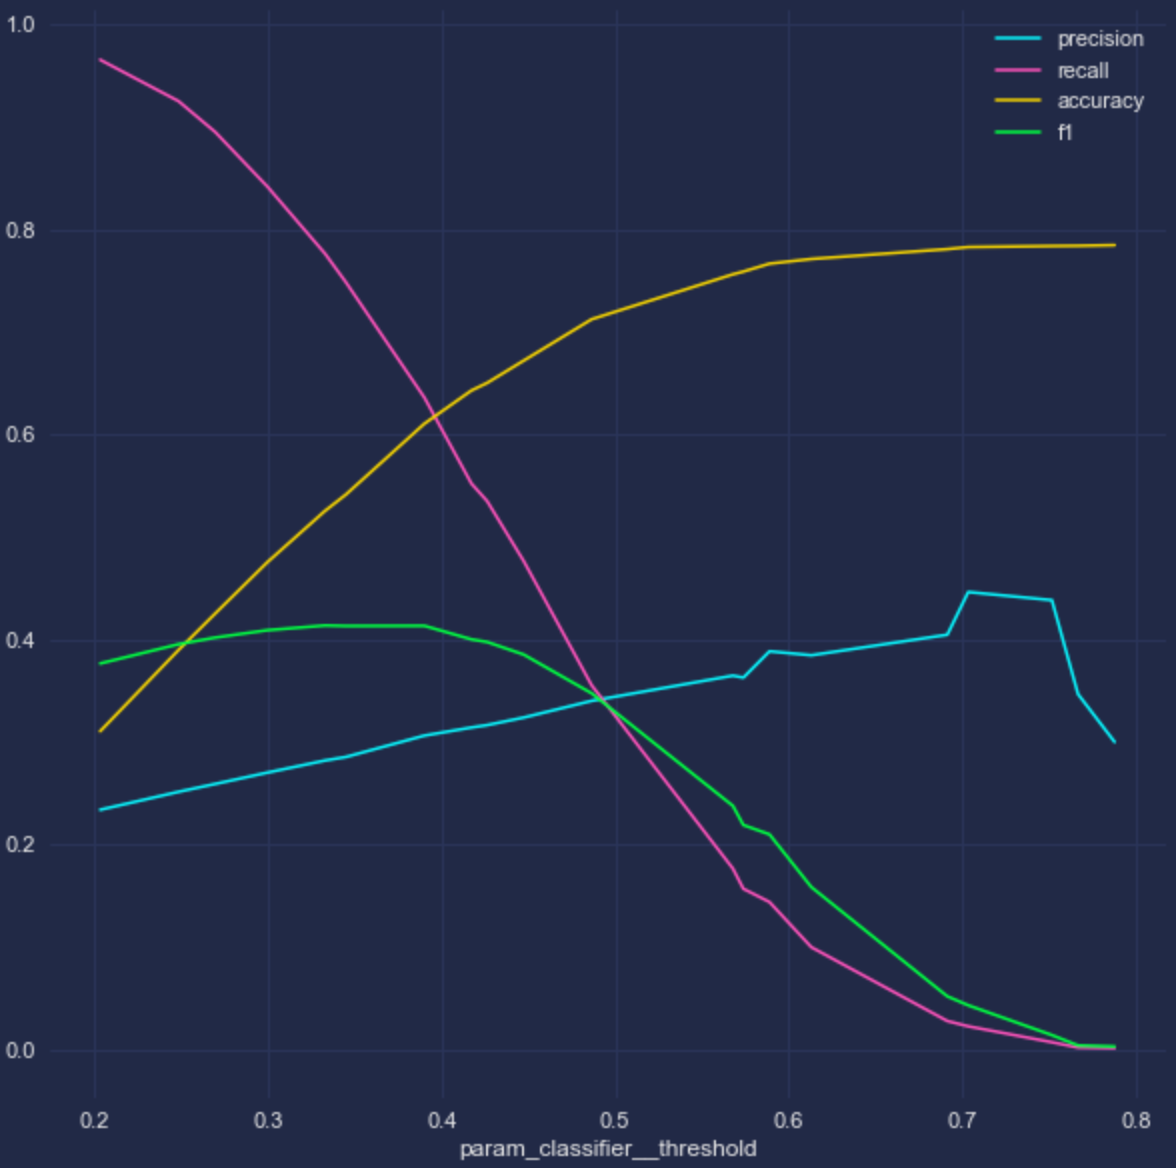 1.0
precision
recall
accuracy
f1
0.8
0.6
0.4
0.2
0.0
0.2 0.3 0.4 0.5 0.6 0.7 0.8
param_classifier__threshold